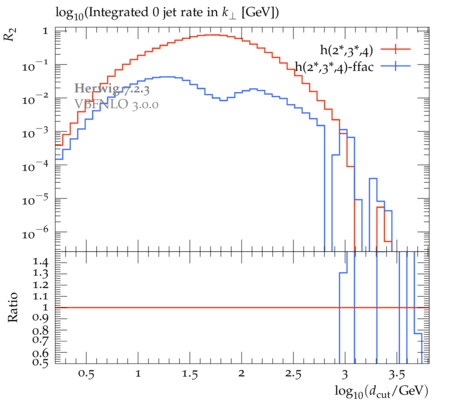 log₁₀(Integrated 0 jet rate in k⊥ [GeV])
R₂
h(2*,3*,4)
h(2*,3*,4)-ffac
Herwig 7.2.3
VBFNLO 3.0.0
1
10⁻¹
10⁻²
10⁻³
10⁻⁴
10⁻⁵
10⁻⁶
Ratio
1.4
1.3
1.2
1.1
1
0.9
0.8
0.7
0.6
0.5
0.5 1 1.5 2 2.5 3 3.5
log₁₀(d_cut/GeV)